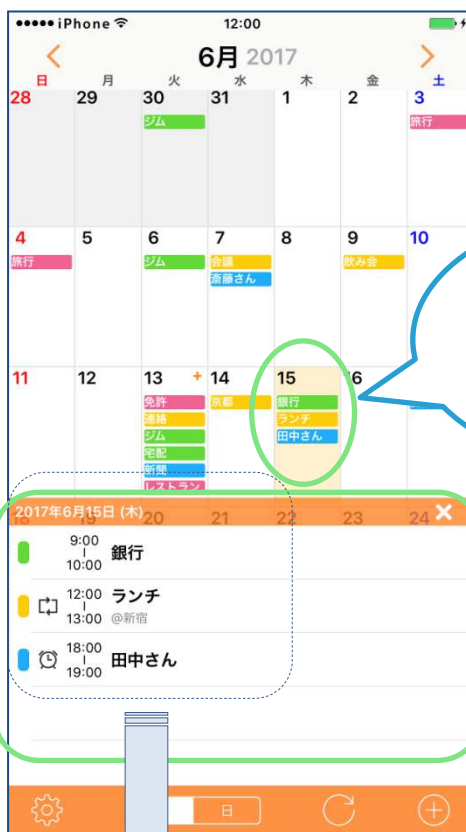 ●●●●● iPhone 12:00
6月 2017
日 月 火 水 木 金 土
28 29 30 31 1 2 3
ジム 旅行
4 5 6 7 8 9 10
旅行 ジム 会議 飲み会
斎藤さん
11 12 13 + 14 15 16
免許 京都 銀行
連絡 ランチ
ジム 田中さん
宅配
新聞
レストラン
2017年6月15日 (木)
18 19 20 21 22 23 24
9:00
10:00 銀行
12:00 ランチ
13:00 @新宿
18:00 田中さん
19:00
日